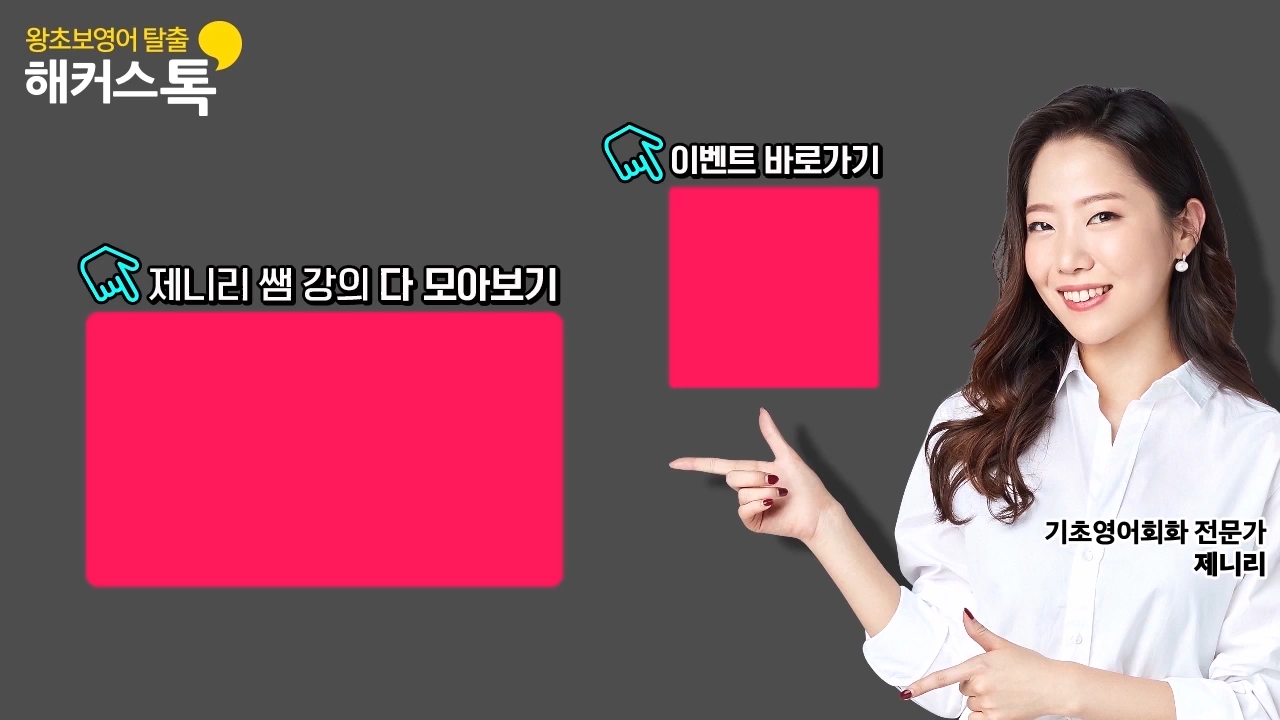 왕초보영어 탈출
해커스톡
이벤트 바로가기
제니리 쌤 강의 다 모아보기
기초영어회화 전문가
제니리